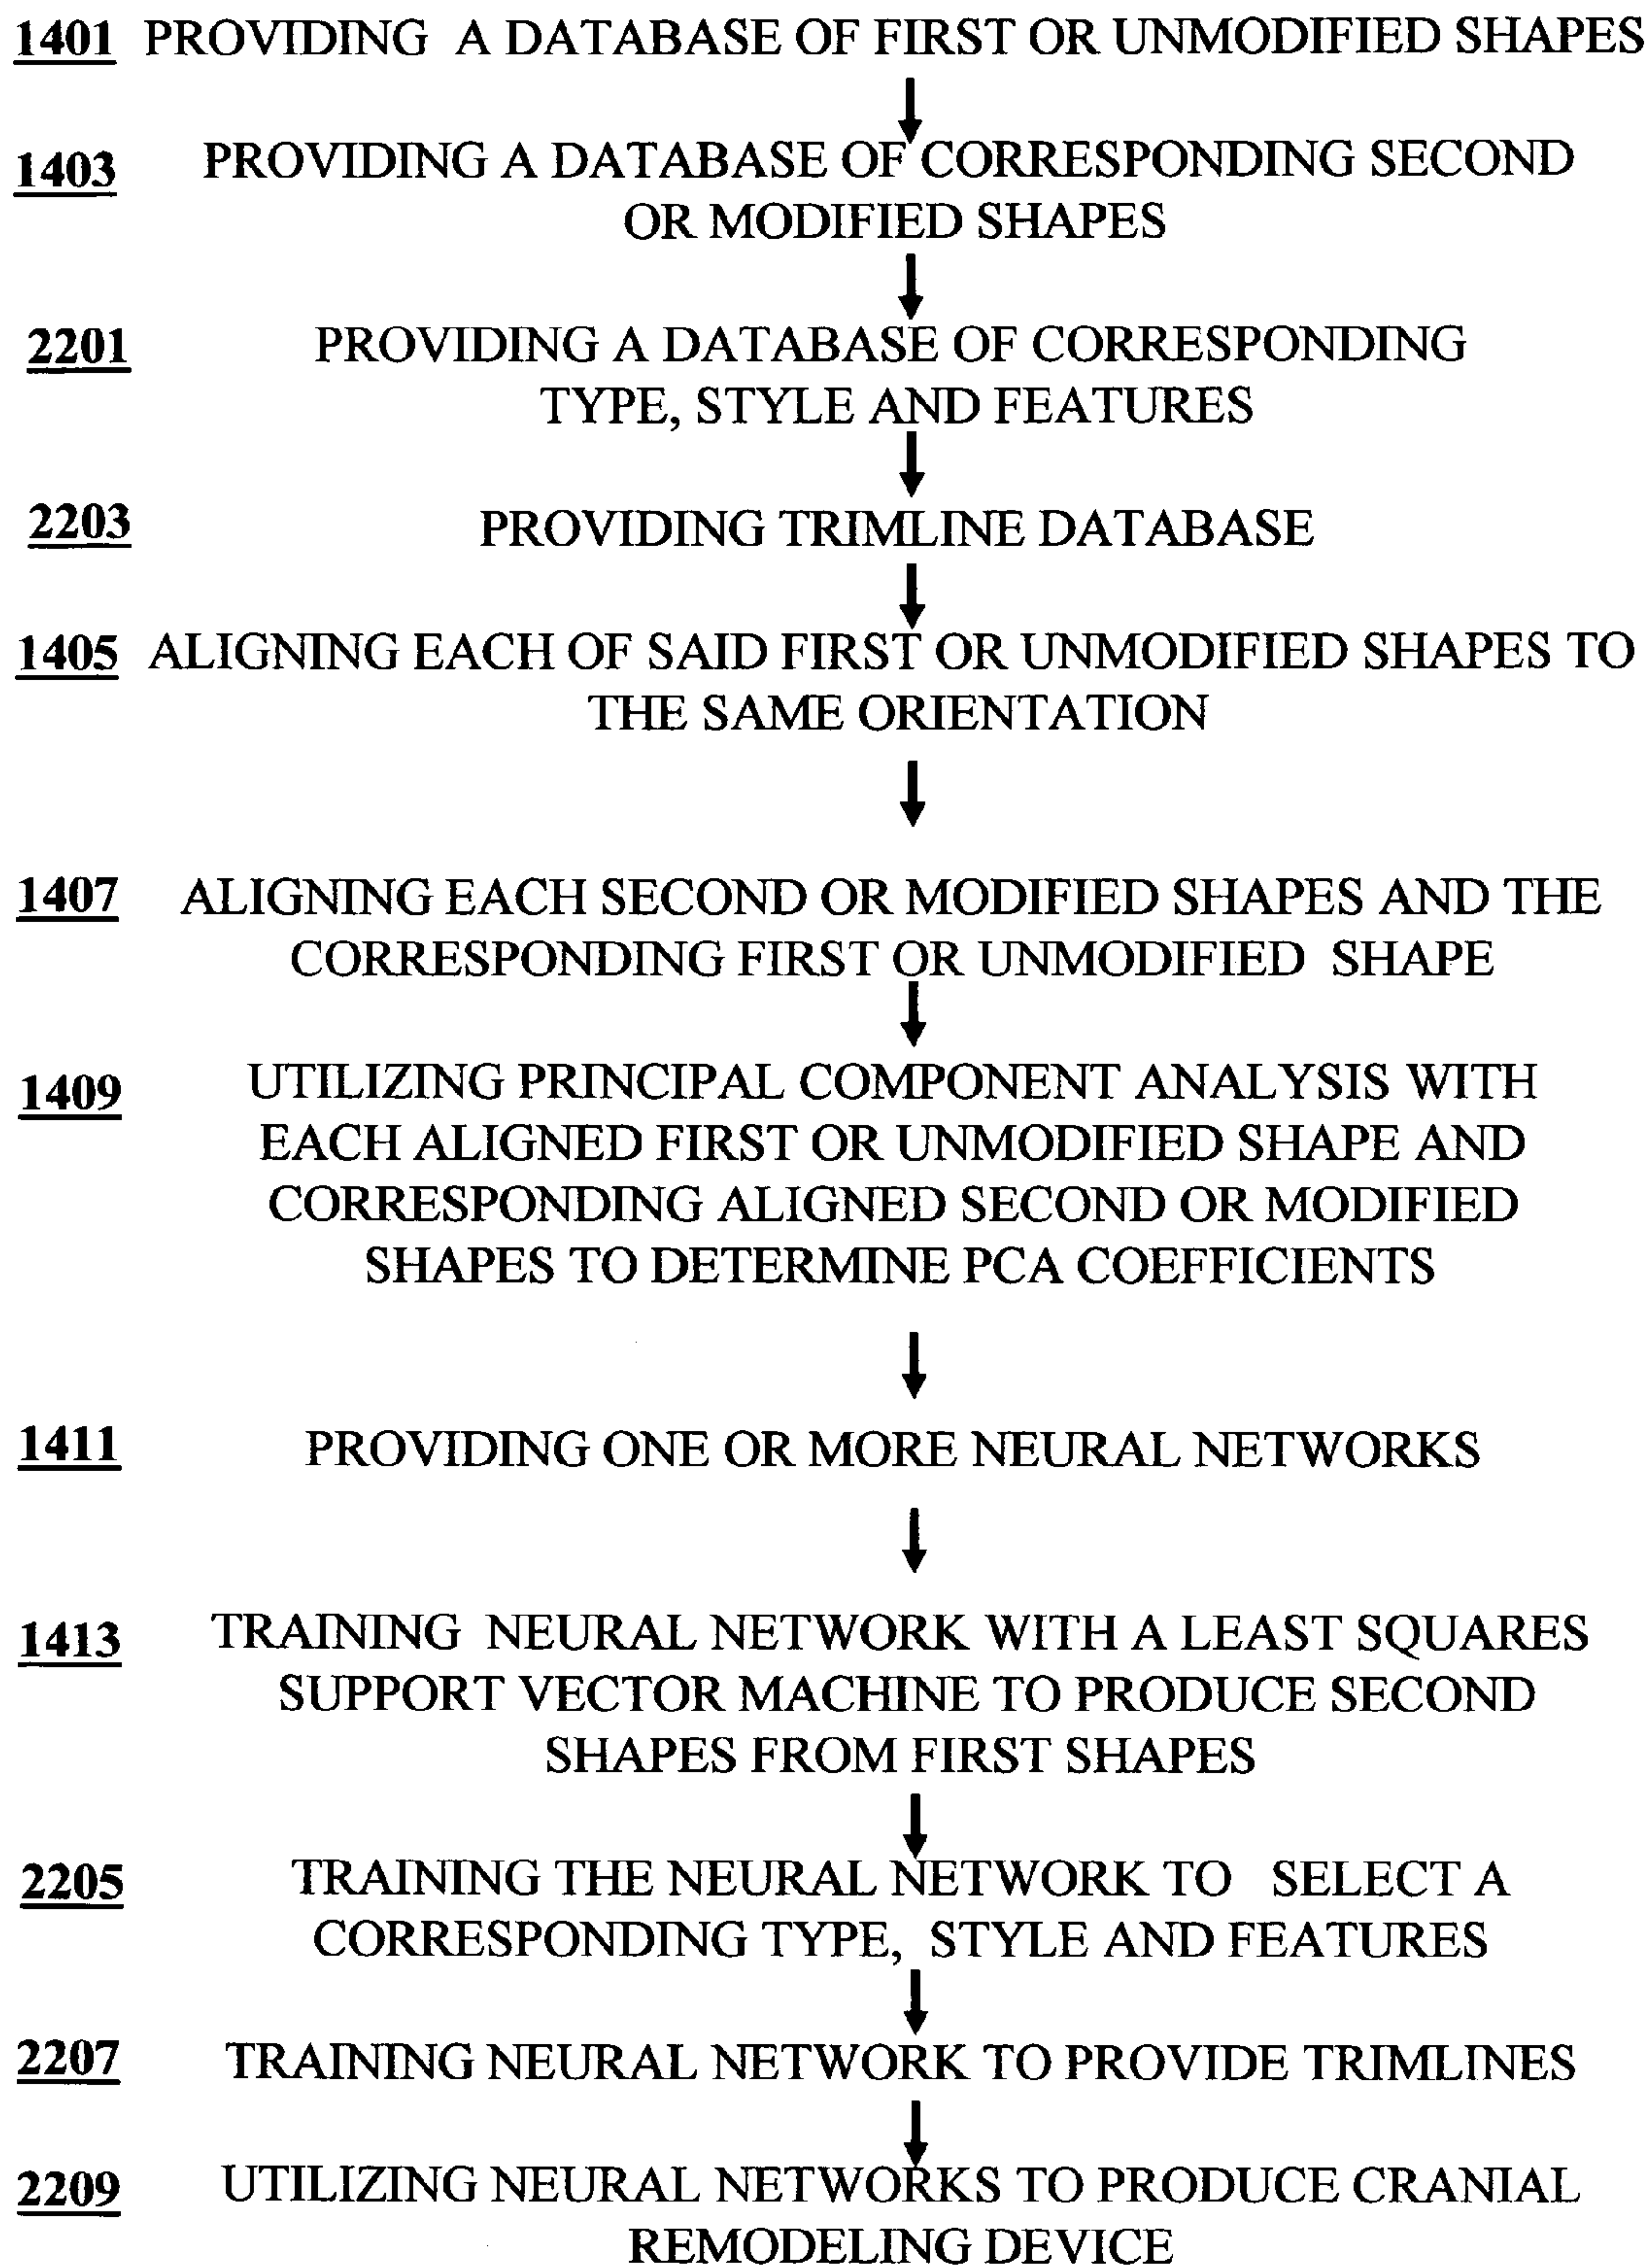 1401 PROVIDING A DATABASE OF FIRST OR UNMODIFIED SHAPES
1403 PROVIDING A DATABASE OF CORRESPONDING SECOND
OR MODIFIED SHAPES
2201 PROVIDING A DATABASE OF CORRESPONDING
TYPE, STYLE AND FEATURES
2203 PROVIDING TRIMLINE DATABASE
1405 ALIGNING EACH OF SAID FIRST OR UNMODIFIED SHAPES TO
THE SAME ORIENTATION
1407 ALIGNING EACH SECOND OR MODIFIED SHAPES AND THE
CORRESPONDING FIRST OR UNMODIFIED SHAPE
1409 UTILIZING PRINCIPAL COMPONENT ANALYSIS WITH
EACH ALIGNED FIRST OR UNMODIFIED SHAPE AND
CORRESPONDING ALIGNED SECOND OR MODIFIED
SHAPES TO DETERMINE PCA COEFFICIENTS
1411 PROVIDING ONE OR MORE NEURAL NETWORKS
1413 TRAINING NEURAL NETWORK WITH A LEAST SQUARES
SUPPORT VECTOR MACHINE TO PRODUCE SECOND
SHAPES FROM FIRST SHAPES
2205 TRAINING THE NEURAL NETWORK TO SELECT A
CORRESPONDING TYPE, STYLE AND FEATURES
2207 TRAINING NEURAL NETWORK TO PROVIDE TRIMLINES
2209 UTILIZING NEURAL NETWORKS TO PRODUCE CRANIAL
REMODELING DEVICE